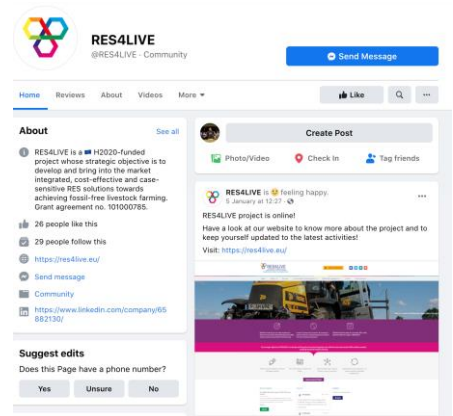 RES4LIVE
@RES4LIVE · Community
Send Message
Home Reviews About Videos More
Like
About See all
RES4LIVE is a H2020-funded
project whose strategic objective is to
develop and bring into the market
integrated, cost-effective and case-
sensitive RES solutions towards
achieving fossil-free livestock farming.
Grant agreement no. 101000785.
26 people like this
29 people follow this
https://res4live.eu/
Send message
Community
https://www.linkedin.com/company/65
882130/
Suggest edits
Does this Page have a phone number?
Yes Unsure No
Create Post
Photo/Video Check In Tag friends
RES4LIVE is feeling happy.
5 January at 12:27 ·
RES4LIVE project is online!
Have a look at our website to know more about the project and to
keep yourself updated to the latest activities!
Visit: https://res4live.eu/